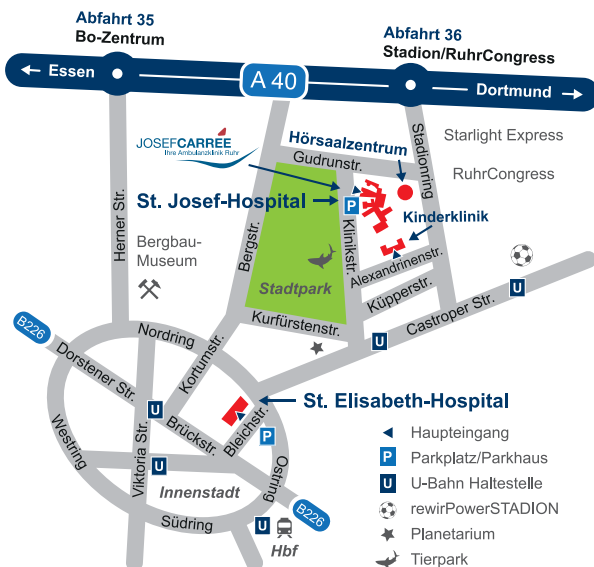 Abfahrt 35
Bo-Zentrum
Abfahrt 36
Stadion/RuhrCongress
← Essen
A 40
Dortmund →
JOSEFCARRÉE
Ihre Ambulanzklinik Ruhr
Hörsaalzentrum
Gudrunstr.
Stadionring
Starlight Express
RuhrCongress
St. Josef-Hospital
P
Kinderklinik
Herner Str.
Bergstr.
Klinikstr.
Bergbau-
Museum
Stadtpark
Alexandrinenstr.
Küpperstr.
Castroper Str.
U
U
Kurfürstenstr.
B226
Nordring
Dorstener Str.
Kortumstr.
St. Elisabeth-Hospital
U
Brückstr.
Bleichstr.
P
Westring
Viktoria Str.
U
Innenstadt
Ostring
Südring
U
Hbf
B226
Haupteingang
P Parkplatz/Parkhaus
U U-Bahn Haltestelle
rewirPowerSTADION
Planetarium
Tierpark